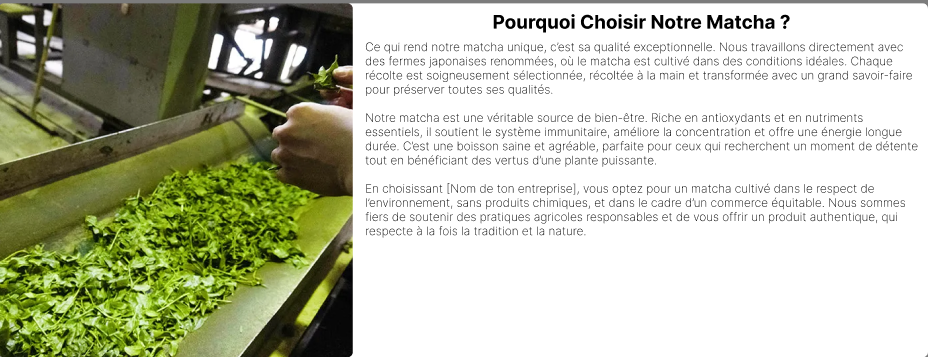 Pourquoi Choisir Notre Matcha ?
Ce qui rend notre matcha unique, c’est sa qualité exceptionnelle. Nous travaillons directement avec
des fermes japonaises renommées, où le matcha est cultivé dans des conditions idéales. Chaque
récolte est soigneusement sélectionnée, récoltée à la main et transformée avec un grand savoir-faire
pour préserver toutes ses qualités.
Notre matcha est une véritable source de bien-être. Riche en antioxydants et en nutriments
essentiels, il soutient le système immunitaire, améliore la concentration et offre une énergie longue
durée. C’est une boisson saine et agréable, parfaite pour ceux qui recherchent un moment de détente
tout en bénéficiant des vertus d’une plante puissante.
En choisissant [Nom de ton entreprise], vous optez pour un matcha cultivé dans le respect de
l’environnement, sans produits chimiques, et dans le cadre d’un commerce équitable. Nous sommes
fiers de soutenir des pratiques agricoles responsables et de vous offrir un produit authentique, qui
respecte à la fois la tradition et la nature.